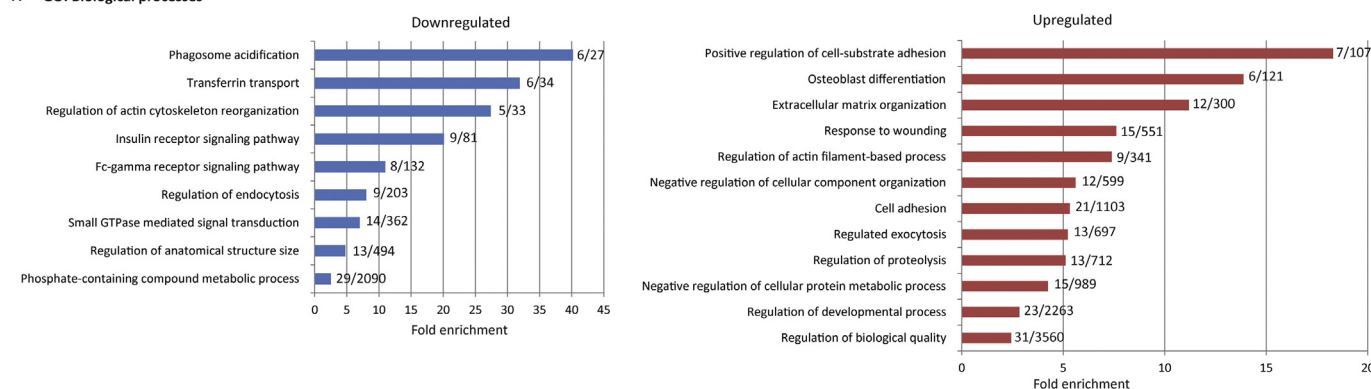 Downregulated
Phagosome acidification 6/27
Transferrin transport 6/34
Regulation of actin cytoskeleton reorganization 5/33
Insulin receptor signaling pathway 9/81
Fc-gamma receptor signaling pathway 8/132
Regulation of endocytosis 9/203
Small GTPase mediated signal transduction 14/362
Regulation of anatomical structure size 13/494
Phosphate-containing compound metabolic process 29/2090
0 5 10 15 20 25 30 35 40 45
Fold enrichment
Upregulated
Positive regulation of cell-substrate adhesion 7/107
Osteoblast differentiation 6/121
Extracellular matrix organization 12/300
Response to wounding 15/551
Regulation of actin filament-based process 9/341
Negative regulation of cellular component organization 12/599
Cell adhesion 21/1103
Regulated exocytosis 13/697
Regulation of proteolysis 13/712
Negative regulation of cellular protein metabolic process 15/989
Regulation of developmental process 23/2263
Regulation of biological quality 31/3560
0 5 10 15 20
Fold enrichment